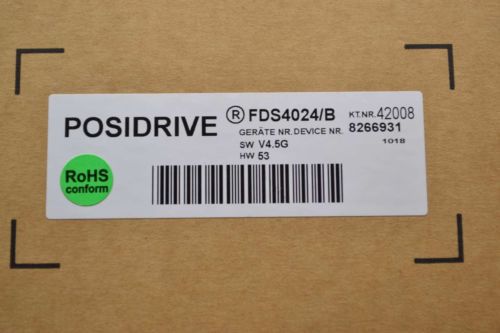 POSIDRIVE ® FDS4024/B KT.NR. 42008
GERÄTE NR. DEVICE NR. 8266931
SW V4.5G 1018
HW 53
RoHS
conform